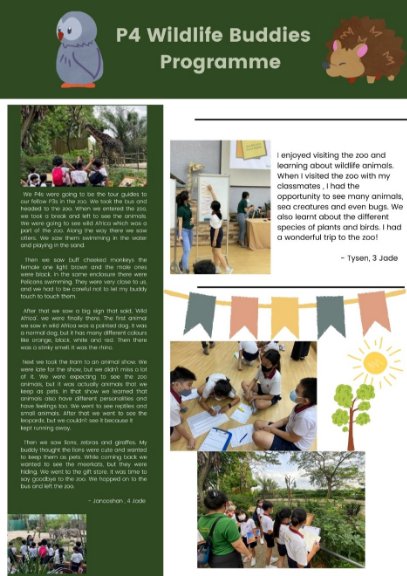 P4 Wildlife Buddies
Programme
We P4s were going to be the tour guides to
our fellow P3s in the zoo. We took the bus and
headed to the zoo. When we entered the zoo,
we took a break and left to see the animals.
We were going to see wild Africa which was a
part of the zoo. Along the way there we saw
otters. We saw them swimming in the water
and playing in the sand.
Then we saw buff cheeked monkeys the
female one light brown and the male ones
were black. In the same enclosure there were
Pelicans swimming. They were very close to us,
and we had to be careful not to let my buddy
touch to touch them.
After that we saw a big sign that said, 'Wild
Africa', we were finally there. The first animal
we saw in wild Africa was a painted dog. It was
a normal dog, but it has many different colours
like orange, black, white and red. Then there
was a stinky smell, it was the rhino.
Next we took the tram to an animal show. We
were late for the show, but we didn't miss a lot
of it. We were expecting to see the zoo
animals, but it was actually animals that we
keep as pets. In that show we learned that
animals also have different personalities and
have feelings too. We went to see reptiles and
small animals. After that we went to see the
leopards, but we couldn't see it because it
kept running away.
Then we saw lions, zebras and giraffes. My
buddy thought the lions were cute and wanted
to keep them as pets. While coming back we
wanted to see the meerkats, but they were
hiding. We went to the gift store. It was time to
say goodbye to the zoo. We hopped on to the
bus and left the zoo.
- Janooshan , 4 Jade
I enjoyed visiting the zoo and
learning about wildlife animals.
When I visited the zoo with my
classmates , I had the
opportunity to see many animals,
sea creatures and even bugs. We
also learnt about the different
species of plants and birds. I had
a wonderful trip to the zoo!
- Tysen, 3 Jade